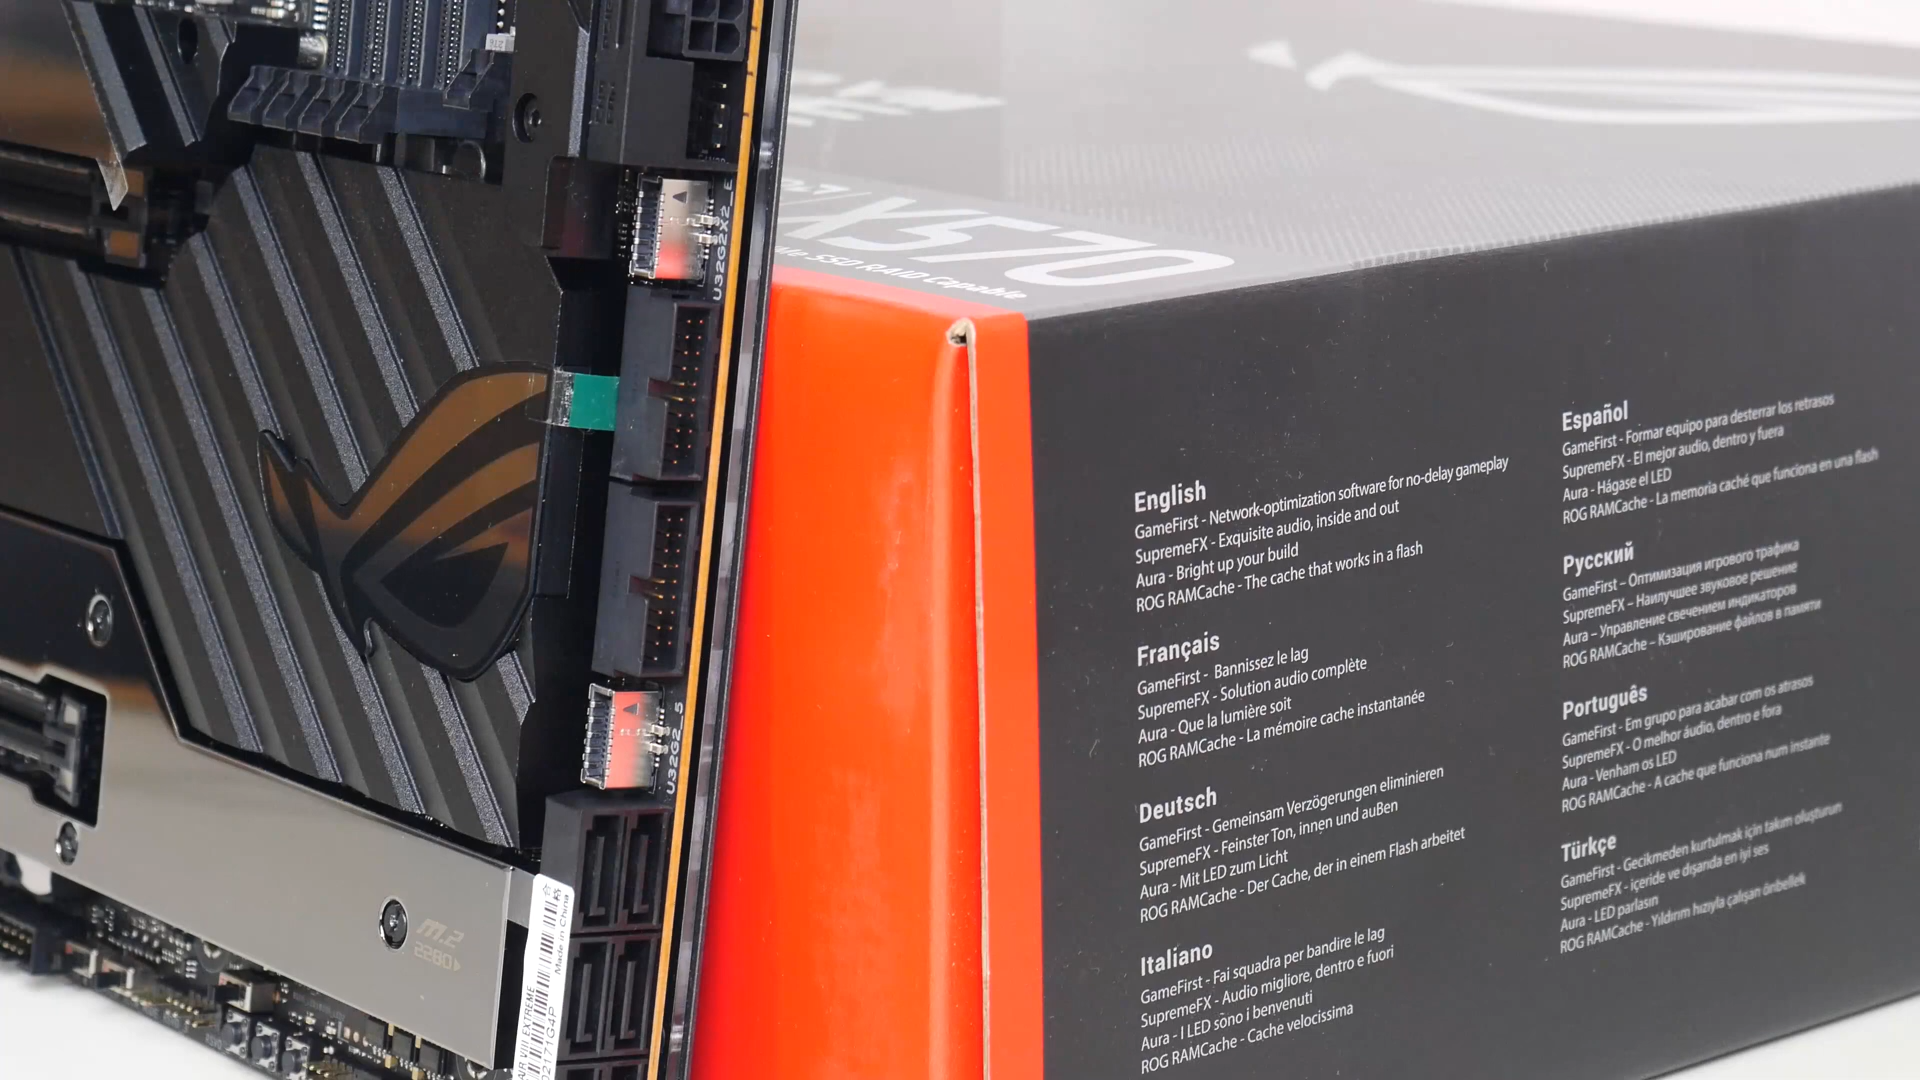 U32G2X2_E
U32G2_5
M.2
2280
Made in China
VIII EXTREME
X570
SSD RAID Capable
English
GameFirst - Network-optimization software for no-delay gameplay
SupremeFX - Exquisite audio, inside and out
Aura - Bright up your build
ROG RAMCache - The cache that works in a flash
Français
GameFirst - Bannissez le lag
SupremeFX - Solution audio complète
Aura - Que la lumière soit
ROG RAMCache - La mémoire cache instantanée
Deutsch
GameFirst - Gemeinsam Verzögerungen eliminieren
SupremeFX - Feinster Ton, innen und außen
Aura - Mit LED zum Licht
ROG RAMCache - Der Cache, der in einem Flash arbeitet
Italiano
GameFirst - Fai squadra per bandire le lag
SupremeFX - Audio migliore, dentro e fuori
Aura - I LED sono i benvenuti
ROG RAMCache - Cache velocissima
Español
GameFirst - Formar equipo para desterrar los retrasos
SupremeFX - El mejor audio, dentro y fuera
Aura - Hágase el LED
ROG RAMCache - La memoria caché que funciona en una flash
Русский
GameFirst – Оптимизация игрового трафика
SupremeFX – Наилучшее звуковое решение
Aura – Управление свечением индикаторов
ROG RAMCache – Кэширование файлов в памяти
Português
GameFirst - Em grupo para acabar com os atrasos
SupremeFX - O melhor áudio, dentro e fora
Aura - Venham os LED
ROG RAMCache - A cache que funciona num instante
Türkçe
GameFirst - Gecikmeden kurtulmak için takım oluşturun
SupremeFX - içeride ve dışarıda en iyi ses
Aura - LED parlasın
ROG RAMCache - Yıldırım hızıyla çalışan önbellek